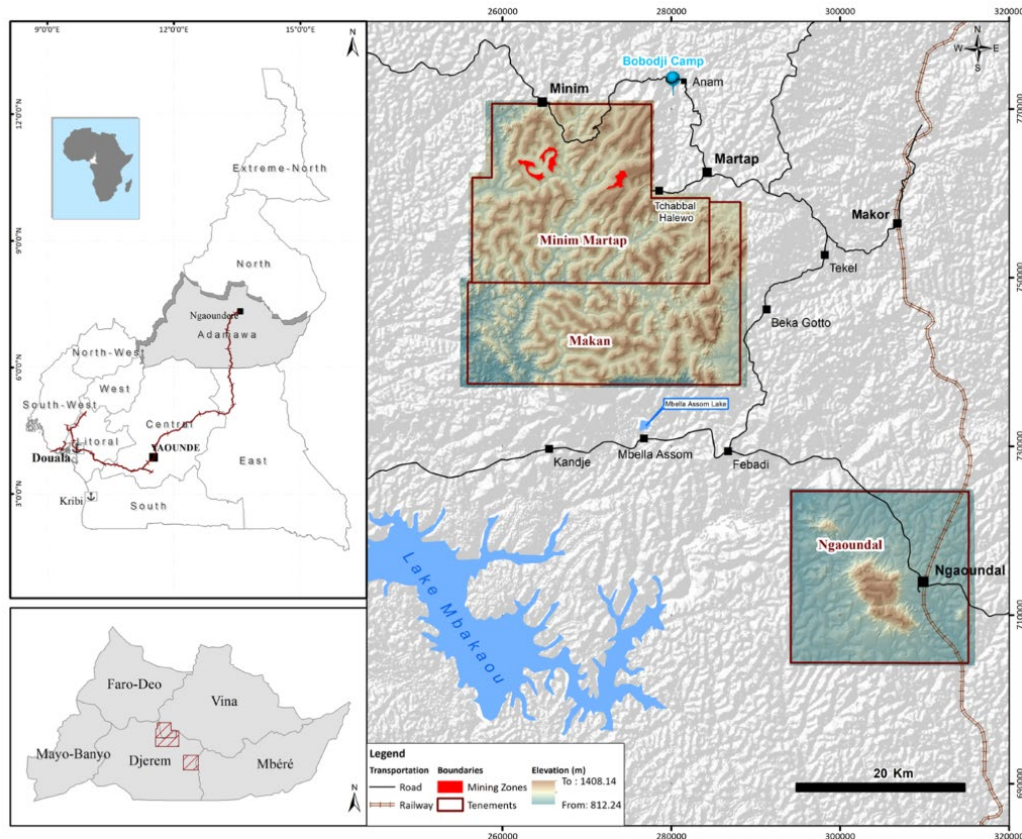 9°0'0"E
12°0'0"E
15°0'0"E
N
12°0'0"N
Extreme-North
9°0'0"N
North
Ngaoundere
Adamawa
North-West
6°0'0"N
West
South-West
Central
Litoral
YAOUNDE
Douala
East
3°0'0"N
Kribi
South
Faro-Deo
Vina
Mayo-Banyo
Djerem
Mbéré
N
260000
280000
300000
320000
N
W
E
S
Bobodji Camp
Anam
Minim
770000
Martap
Tchabbal
Halewo
Makor
Minim Martap
Tekel
750000
Beka Gotto
Makan
Mbella Assom Lake
730000
Kandje
Mbella Assom
Febadi
Ngaoundal
Ngaoundal
Lake Mbakaou
710000
Legend
Transportation
Road
Railway
Boundaries
Mining Zones
Tenements
Elevation (m)
To : 1408.14
From: 812.24
20 Km
690000
260000
280000
300000
320000